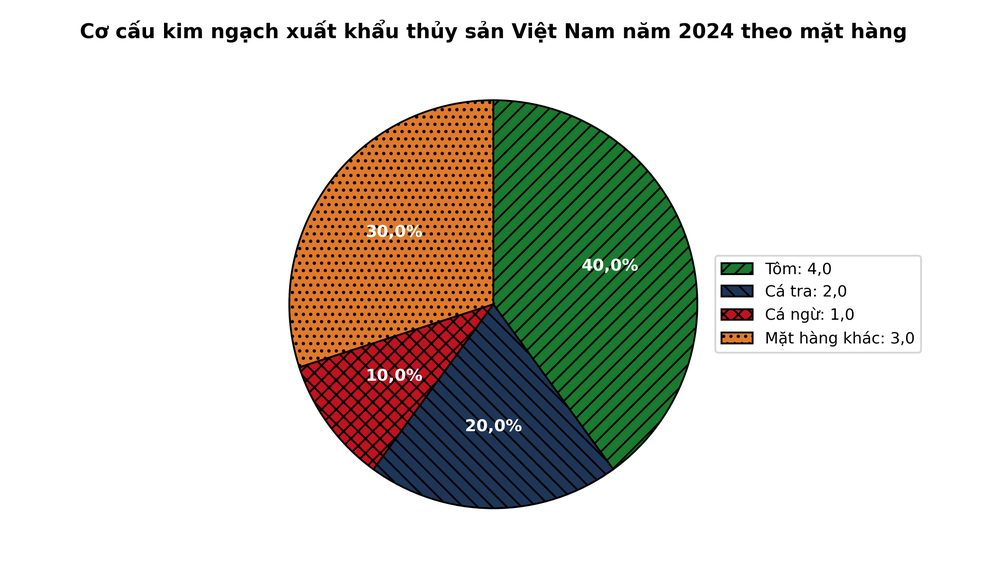 Cơ cấu kim ngạch xuất khẩu thủy sản Việt Nam năm 2024 theo mặt hàng
30,0%
40,0%
10,0%
20,0%
Tôm: 4,0
Cá tra: 2,0
Cá ngừ: 1,0
Mặt hàng khác: 3,0